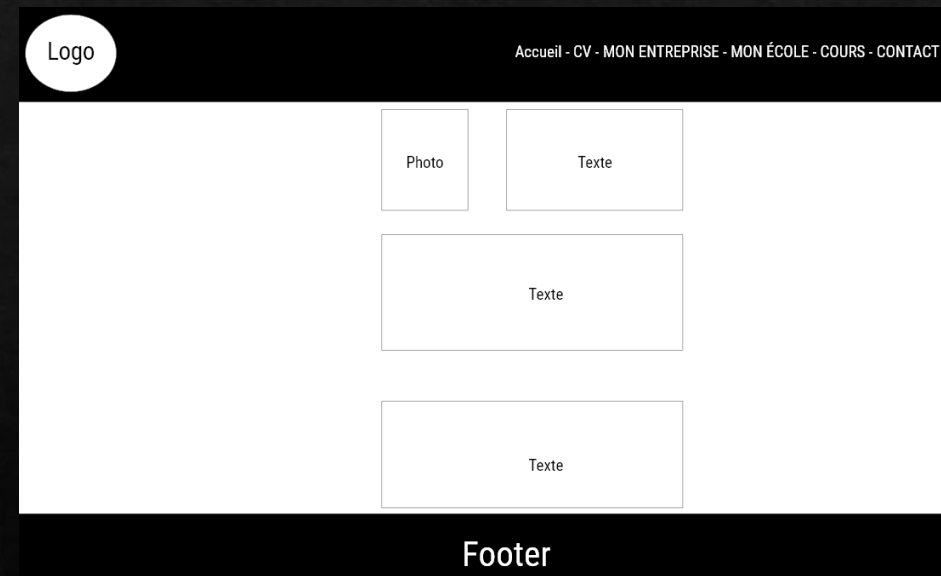 Logo
Accueil - CV - MON ENTREPRISE - MON ÉCOLE - COURS - CONTACT
Photo
Texte
Texte
Texte
Footer